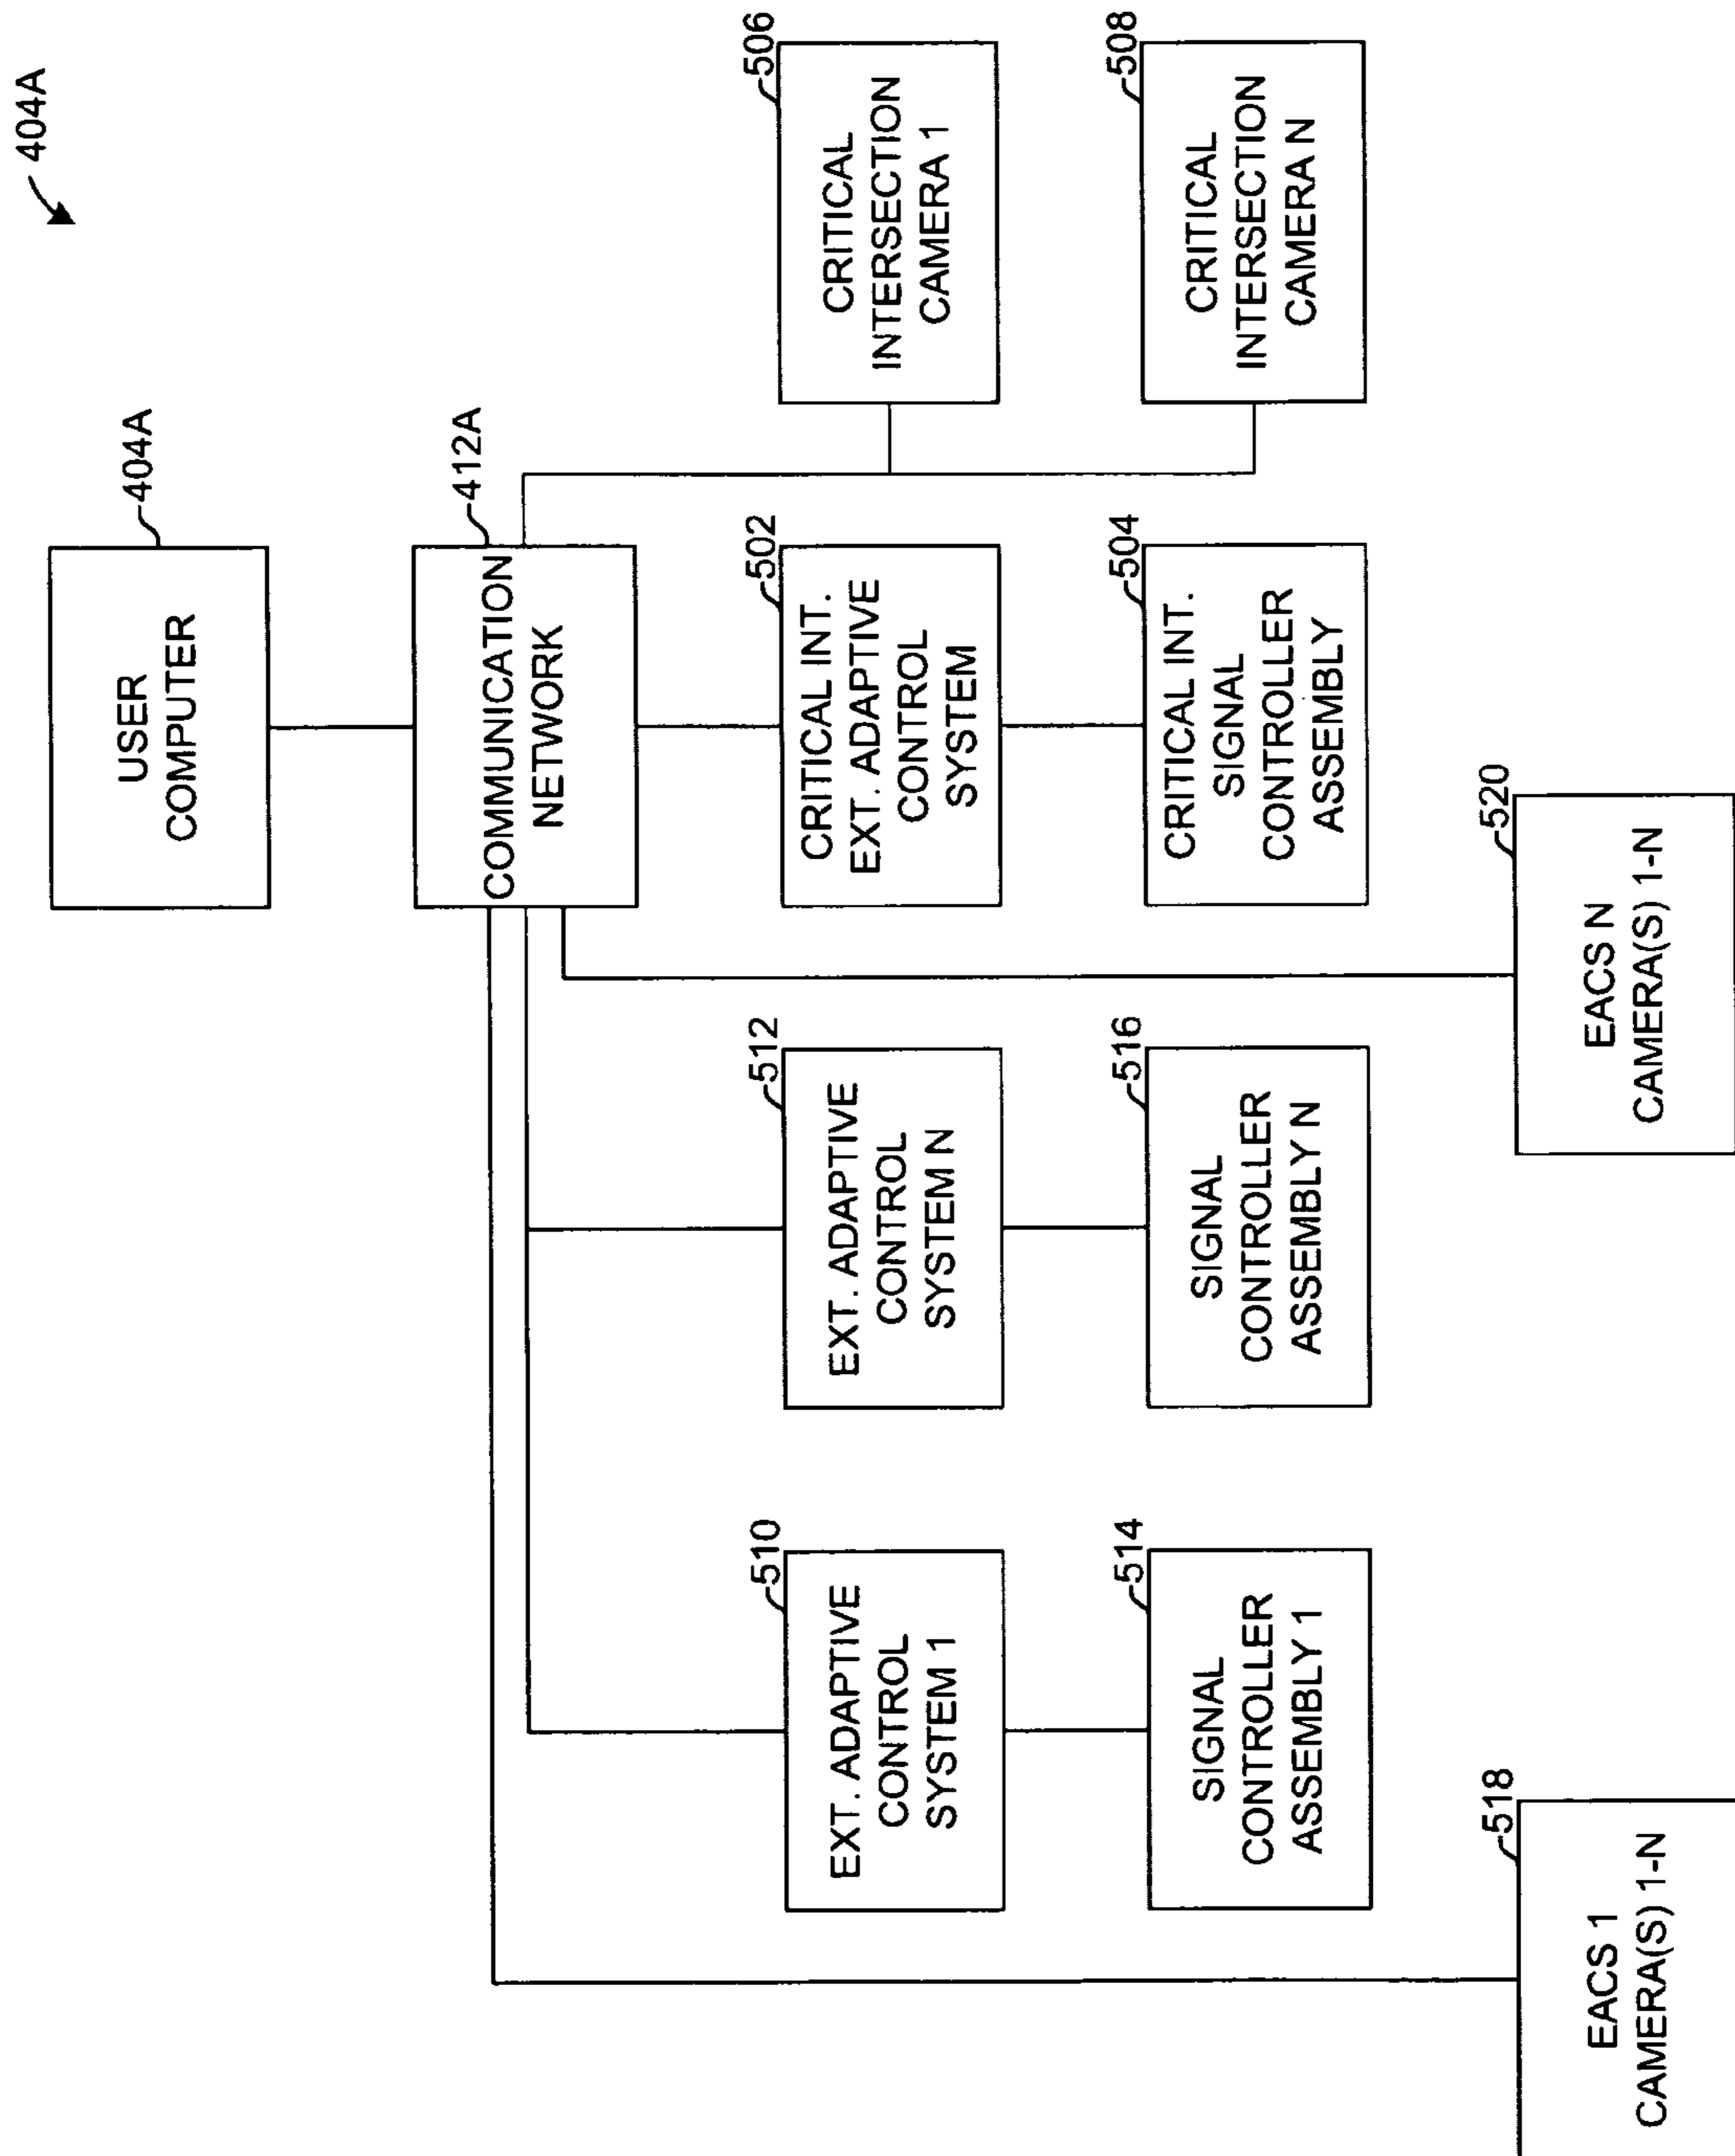 404A
USER
COMPUTER
404A
COMMUNICATION
NETWORK
412A
CRITICAL INT.
EXT. ADAPTIVE
CONTROL
SYSTEM
502
CRITICAL INT.
SIGNAL
CONTROLLER
ASSEMBLY
504
CRITICAL
INTERSECTION
CAMERA 1
506
CRITICAL
INTERSECTION
CAMERA N
508
EXT. ADAPTIVE
CONTROL
SYSTEM 1
510
EXT. ADAPTIVE
CONTROL
SYSTEM N
512
SIGNAL
CONTROLLER
ASSEMBLY 1
514
SIGNAL
CONTROLLER
ASSEMBLY N
516
EACS 1
CAMERA(S) 1-N
518
EACS N
CAMERA(S) 1-N
520